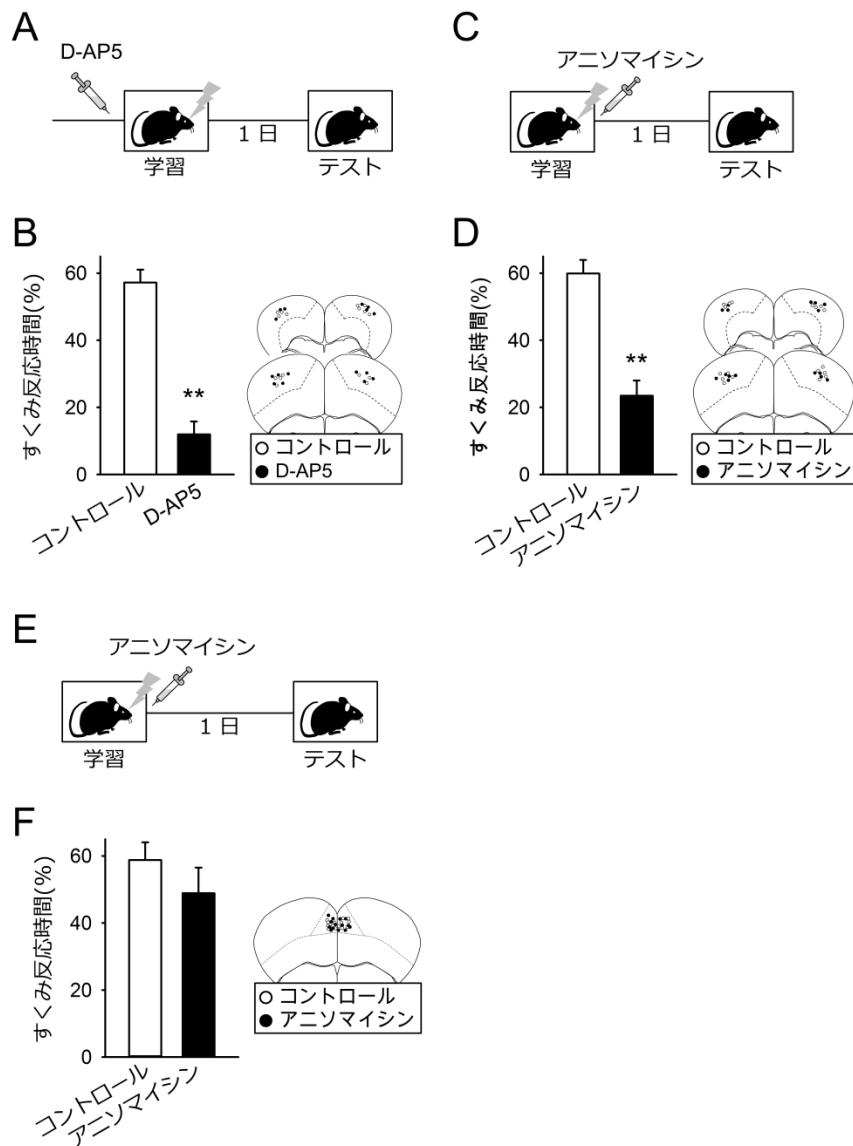 A
D-AP5
1 日
学習
テスト
B
すくみ反応時間(%)
60
40
20
0
**
コントロール
D-AP5
コントロール
D-AP5
C
アニソマイシン
1 日
学習
テスト
D
すくみ反応時間(%)
60
40
20
0
**
コントロール
アニソマイシン
コントロール
アニソマイシン
E
アニソマイシン
1 日
学習
テスト
F
すくみ反応時間(%)
60
40
20
0
コントロール
アニソマイシン
コントロール
アニソマイシン